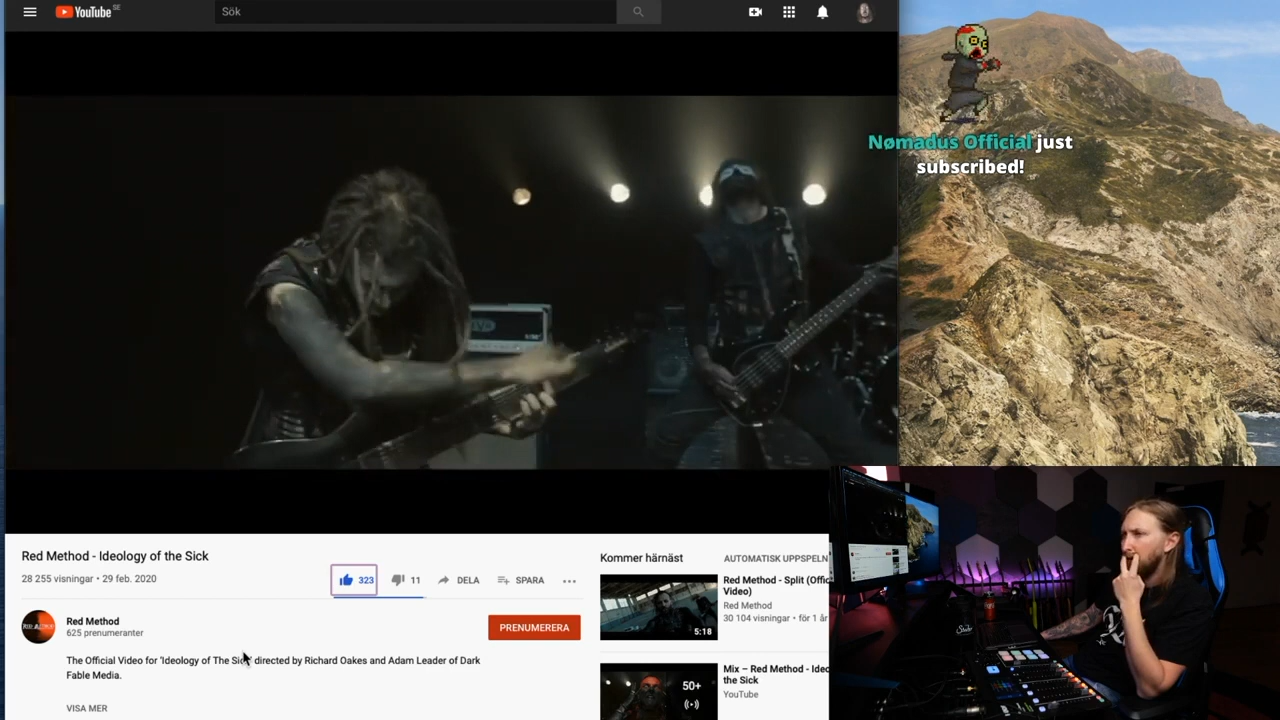 YouTube SE
Sök
Nømadus Official just
subscribed!
Red Method - Ideology of the Sick
28 255 visningar • 29 feb. 2020
323
11
DELA
SPARA
Red Method
625 prenumeranter
PRENUMERERA
The Official Video for 'Ideology of The directed by Richard Oakes and Adam Leader of Dark
Fable Media.
VISA MER
Kommer härnäst
AUTOMATISK UPPSPELN
5:18
Red Method - Split (Offic
Video)
Red Method
30 104 visningar • för 1 år
50+
Mix – Red Method - Ideo
the Sick
YouTube